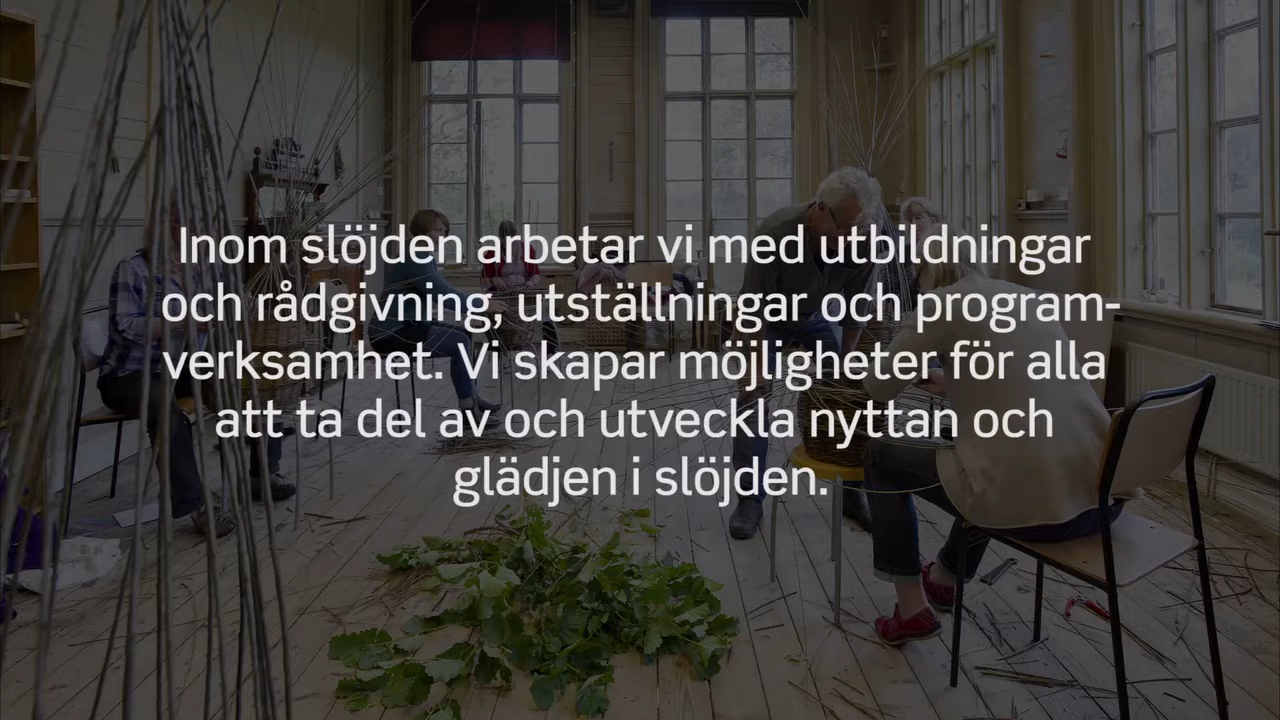 Inom slöjden arbetar vi med utbildningar
och rådgivning, utställningar och program-
verksamhet. Vi skapar möjligheter för alla
att ta del av och utveckla nyttan och
glädjen i slöjden.